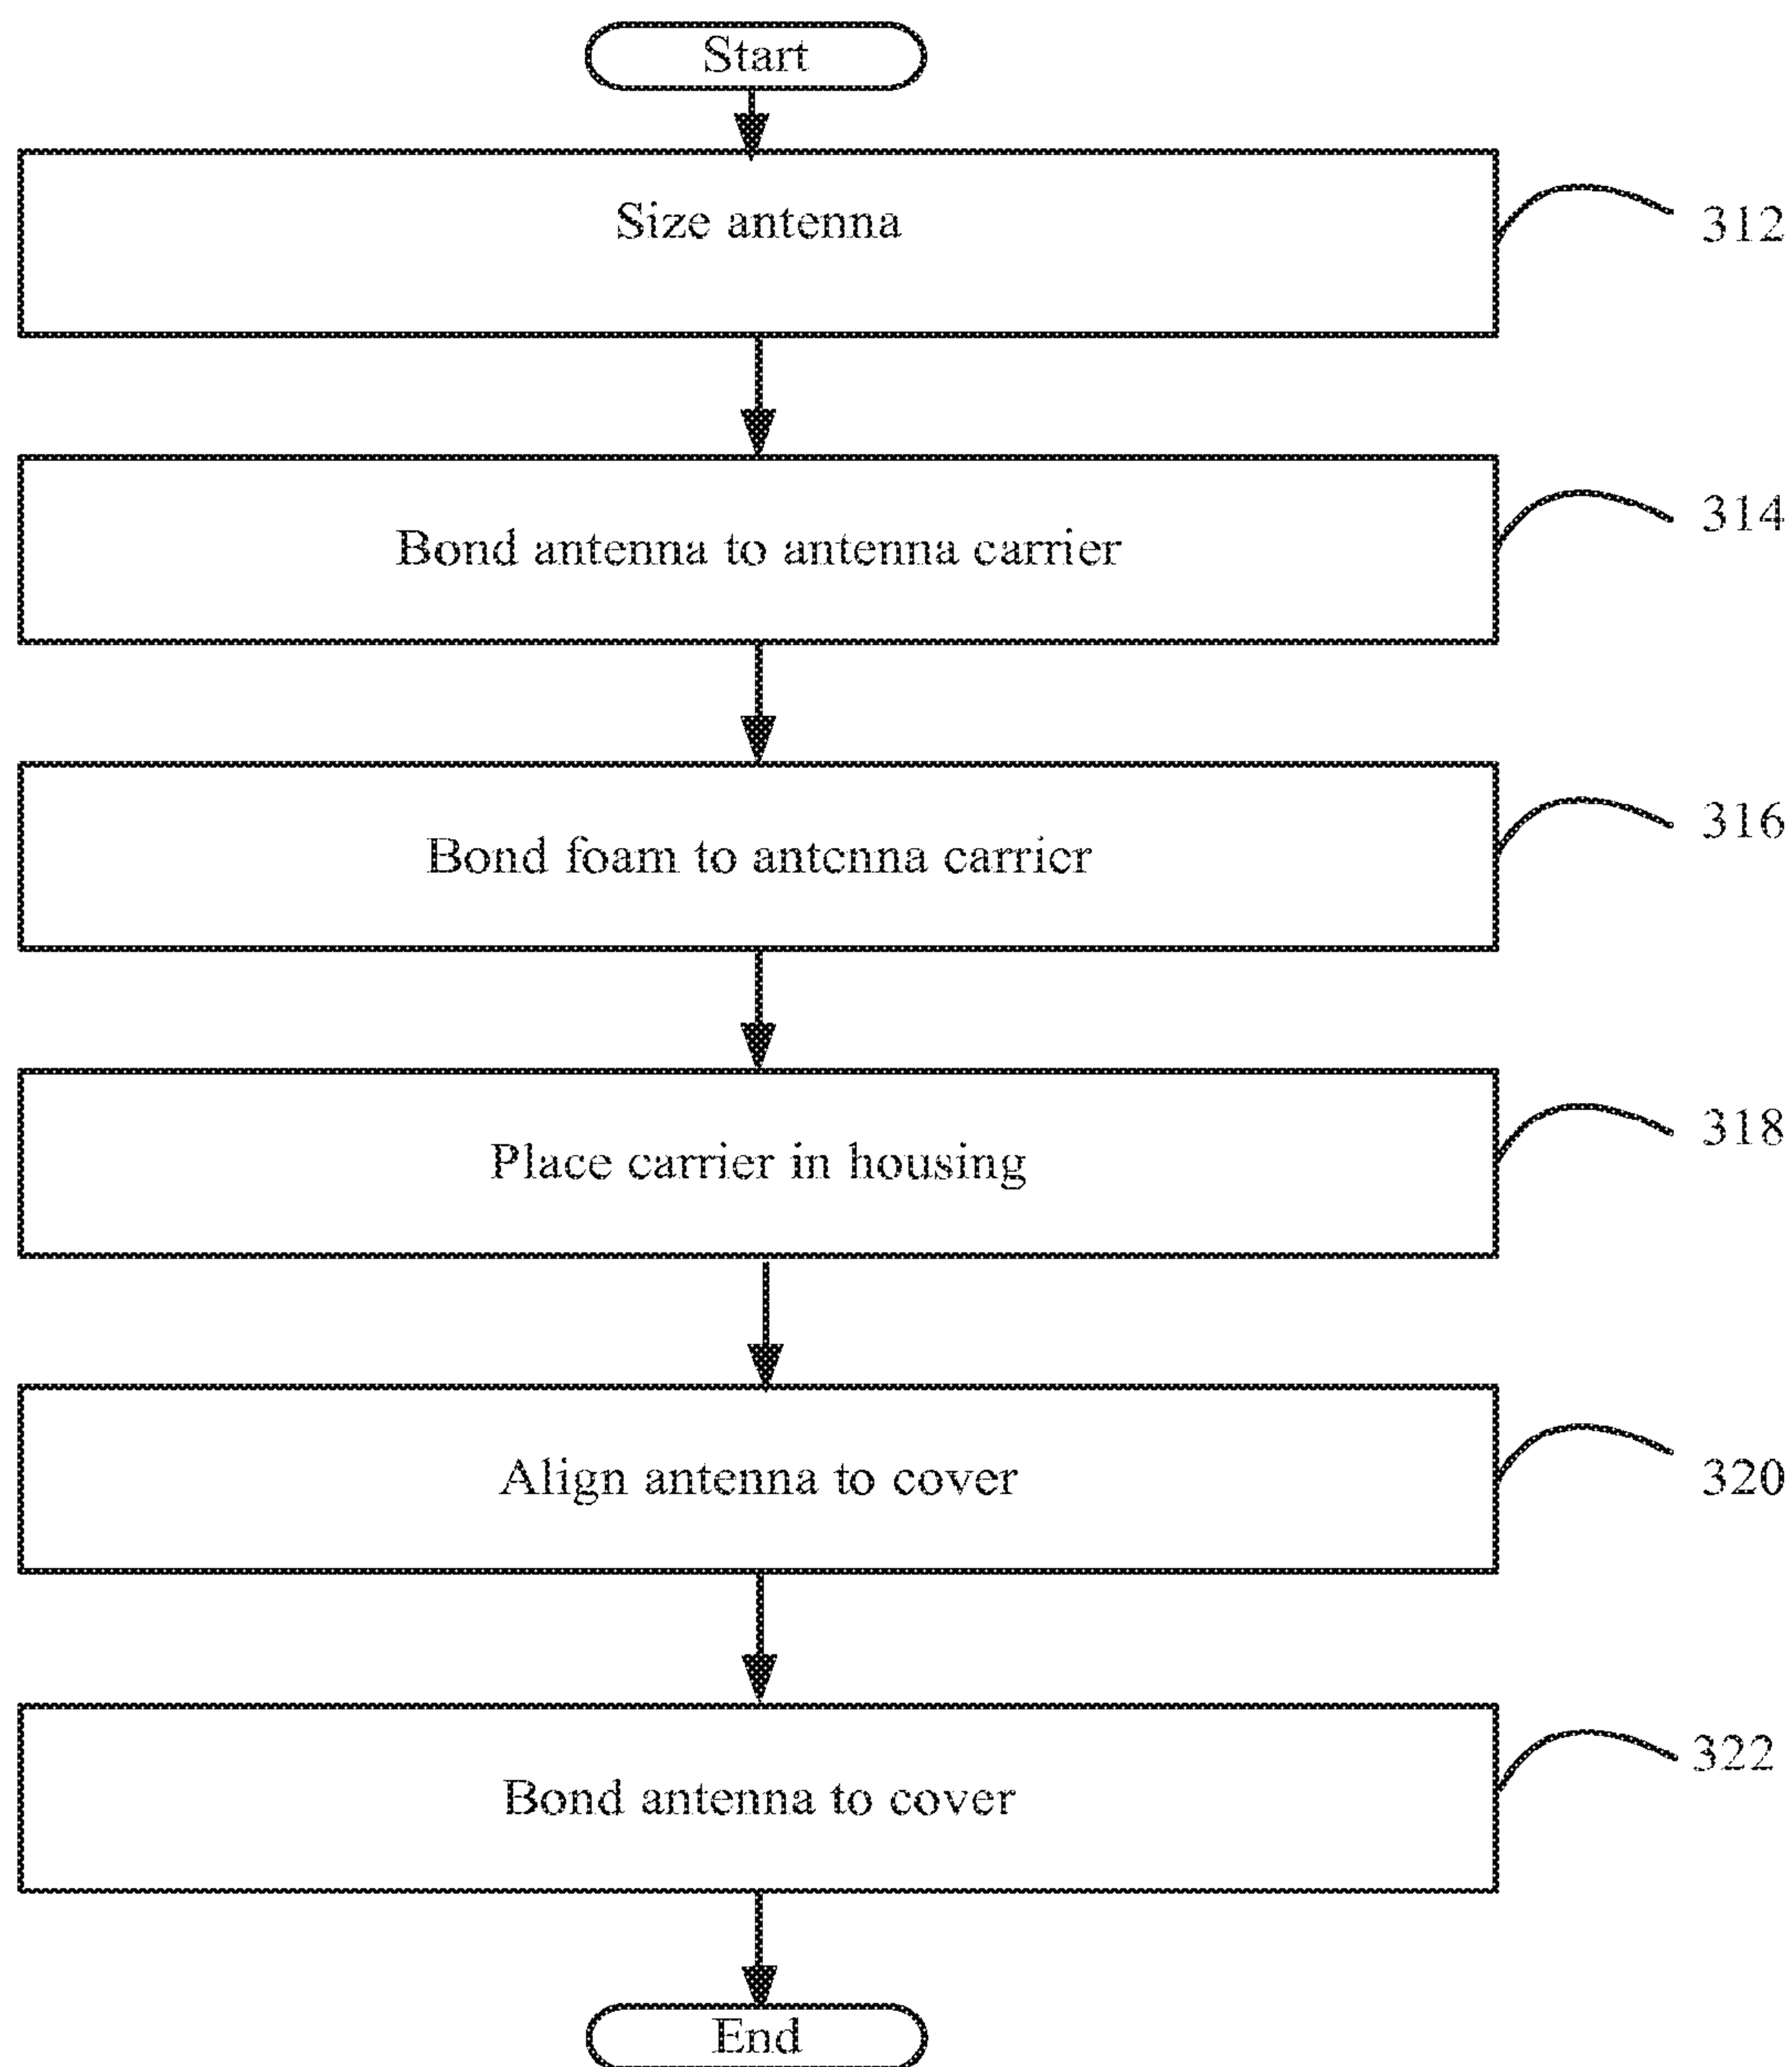 Start
Size antenna
312
Bond antenna to antenna carrier
314
Bond foam to antenna carrier
316
Place carrier in housing
318
Align antenna to cover
320
Bond antenna to cover
322
End